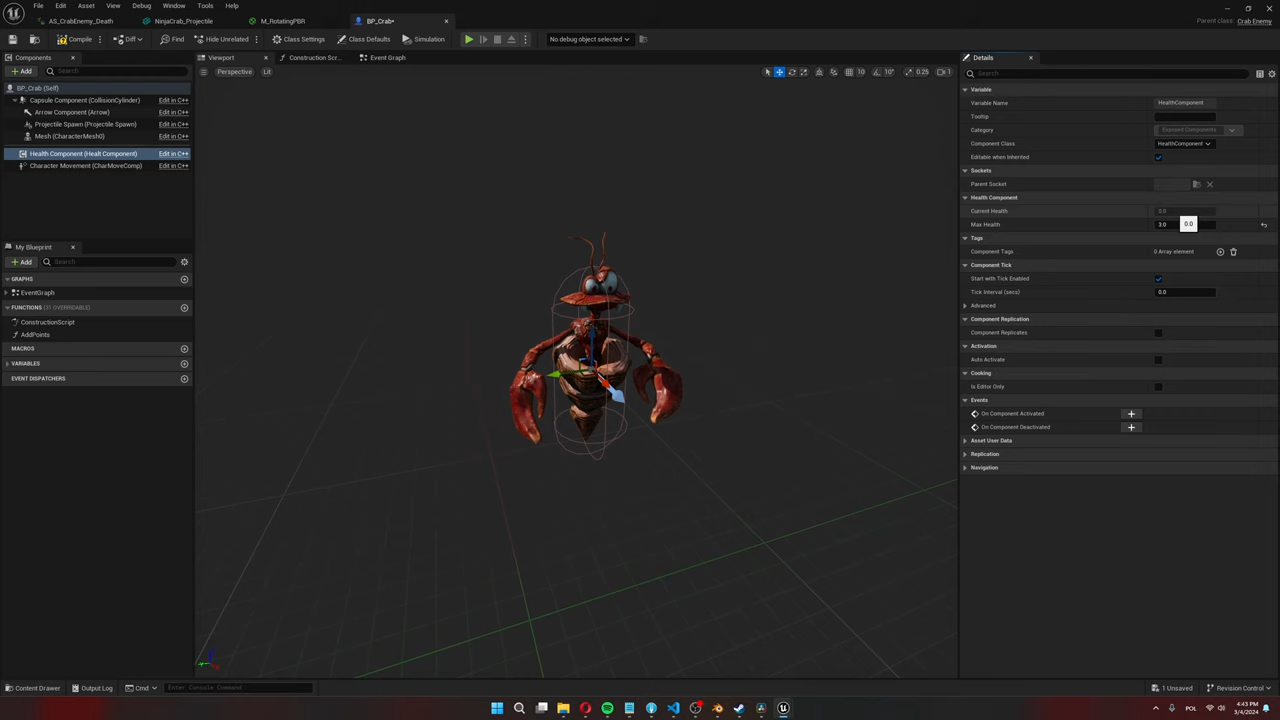 File Edit Asset View Debug Window Tools Help
AS_CrabEnemy_Death NinjaCrab_Projectile M_RotatingPBR BP_Crab* Parent class: Crab Enemy
Compile Diff Find Hide Unrelated Class Settings Class Defaults Simulation No debug object selected
Components Viewport Construction Scr... Event Graph Details
Add Search Perspective Lit 10 10° 0.25 1 Search
BP_Crab (Self) Variable
Capsule Component (CollisionCylinder) Edit in C++ Variable Name HealthComponent
Arrow Component (Arrow) Edit in C++ Tooltip
Projectile Spawn (Projectile Spawn) Edit in C++ Category Exposed Components
Mesh (CharacterMesh0) Edit in C++ Component Class HealthComponent
Health Component (Healt Component) Edit in C++ Editable when Inherited
Character Movement (CharMoveComp) Edit in C++ Sockets
Parent Socket
Health Component
Current Health 0.0
Max Health 3.0 0.0
Tags
My Blueprint Component Tags 0 Array element
Add Search Component Tick
GRAPHS Start with Tick Enabled
EventGraph Tick Interval (secs) 0.0
FUNCTIONS (31 OVERRIDABLE) Advanced
ConstructionScript Component Replication
AddPoints Component Replicates
MACROS Activation
VARIABLES Auto Activate
EVENT DISPATCHERS Cooking
Is Editor Only
Events
On Component Activated
On Component Deactivated
Asset User Data
Replication
Navigation
Content Drawer Output Log Cmd Enter Console Command 1 Unsaved Revision Control
POL 4:43 PM
3/4/2024